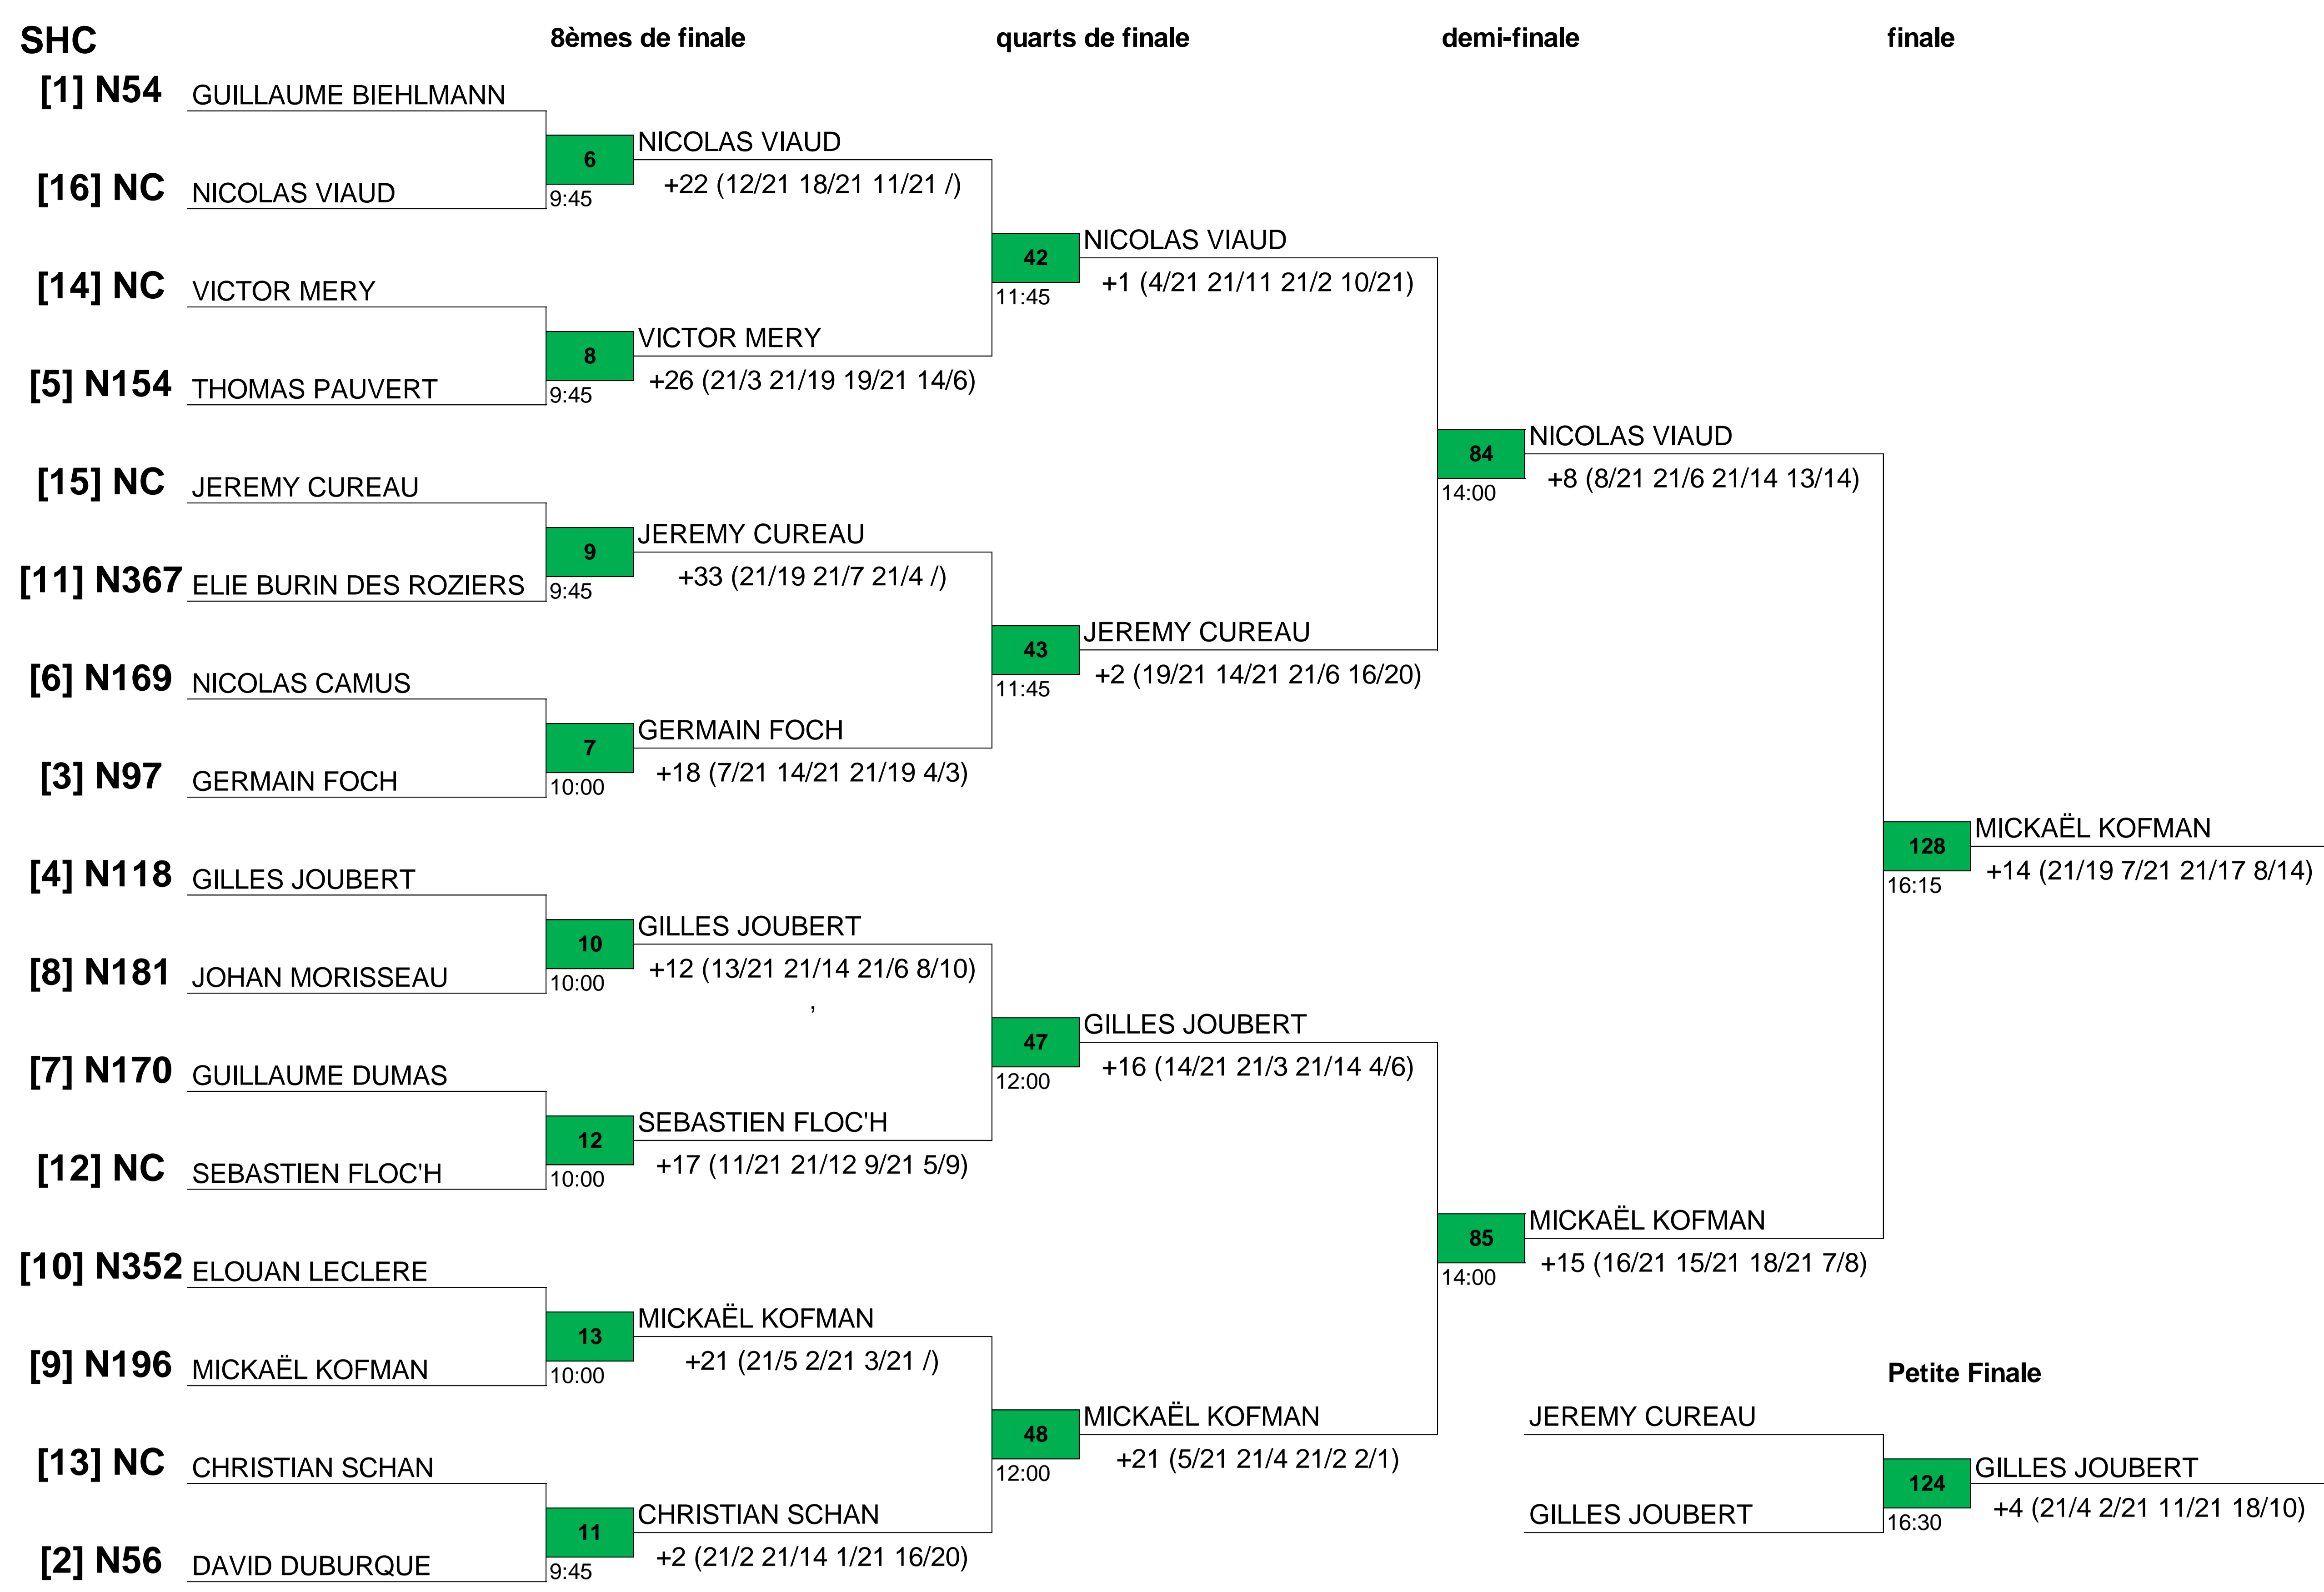 SHC 8èmes de finale quarts de finale demi-finale finale
[1] N54 GUILLAUME BIEHLMANN
6 NICOLAS VIAUD
+22 (12/21 18/21 11/21 /)
[16] NC NICOLAS VIAUD 9:45
42 NICOLAS VIAUD
+1 (4/21 21/11 21/2 10/21)
11:45
[14] NC VICTOR MERY
8 VICTOR MERY
+26 (21/3 21/19 19/21 14/6)
[5] N154 THOMAS PAUVERT 9:45
84 NICOLAS VIAUD
+8 (8/21 21/6 21/14 13/14)
14:00
[15] NC JEREMY CUREAU
9 JEREMY CUREAU
+33 (21/19 21/7 21/4 /)
[11] N367 ELIE BURIN DES ROZIERS 9:45
43 JEREMY CUREAU
+2 (19/21 14/21 21/6 16/20)
11:45
[6] N169 NICOLAS CAMUS
7 GERMAIN FOCH
+18 (7/21 14/21 21/19 4/3)
[3] N97 GERMAIN FOCH 10:00
128 MICKAËL KOFMAN
+14 (21/19 7/21 21/17 8/14)
16:15
[4] N118 GILLES JOUBERT
10 GILLES JOUBERT
+12 (13/21 21/14 21/6 8/10)
[8] N181 JOHAN MORISSEAU 10:00
,
47 GILLES JOUBERT
+16 (14/21 21/3 21/14 4/6)
12:00
[7] N170 GUILLAUME DUMAS
12 SEBASTIEN FLOC'H
+17 (11/21 21/12 9/21 5/9)
[12] NC SEBASTIEN FLOC'H 10:00
85 MICKAËL KOFMAN
+15 (16/21 15/21 18/21 7/8)
14:00
[10] N352 ELOUAN LECLERE
13 MICKAËL KOFMAN
+21 (21/5 2/21 3/21 /)
[9] N196 MICKAËL KOFMAN 10:00
48 MICKAËL KOFMAN
+21 (5/21 21/4 21/2 2/1)
12:00
[13] NC CHRISTIAN SCHAN
11 CHRISTIAN SCHAN
+2 (21/2 21/14 1/21 16/20)
[2] N56 DAVID DUBURQUE 9:45
Petite Finale
JEREMY CUREAU
124 GILLES JOUBERT
+4 (21/4 2/21 11/21 18/10)
GILLES JOUBERT 16:30